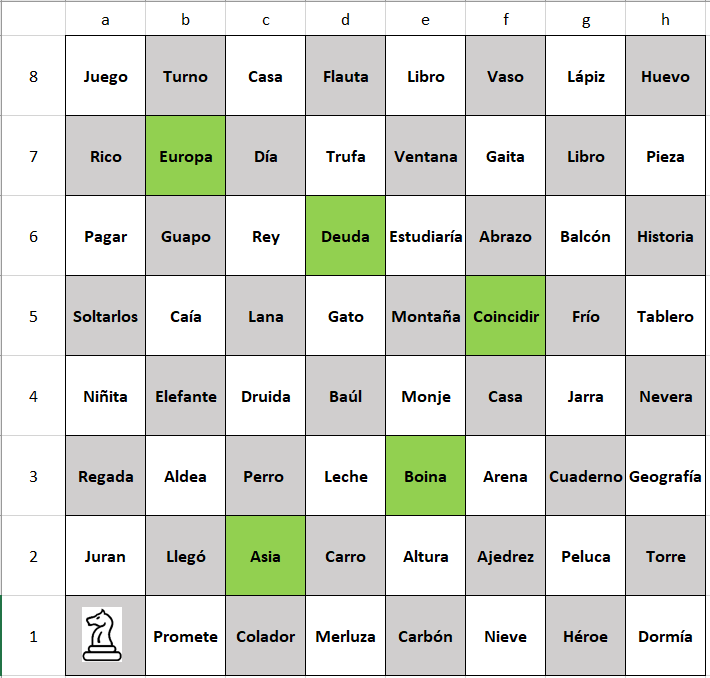 a b c d e f g h
8 Juego Turno Casa Flauta Libro Vaso Lápiz Huevo
7 Rico Europa Día Trufa Ventana Gaita Libro Pieza
6 Pagar Guapo Rey Deuda Estudiaría Abrazo Balcón Historia
5 Soltarlos Caía Lana Gato Montaña Coincidir Frío Tablero
4 Niñita Elefante Druida Baúl Monje Casa Jarra Nevera
3 Regada Aldea Perro Leche Boina Arena Cuaderno Geografía
2 Juran Llegó Asia Carro Altura Ajedrez Peluca Torre
1 Promete Colador Merluza Carbón Nieve Héroe Dormía